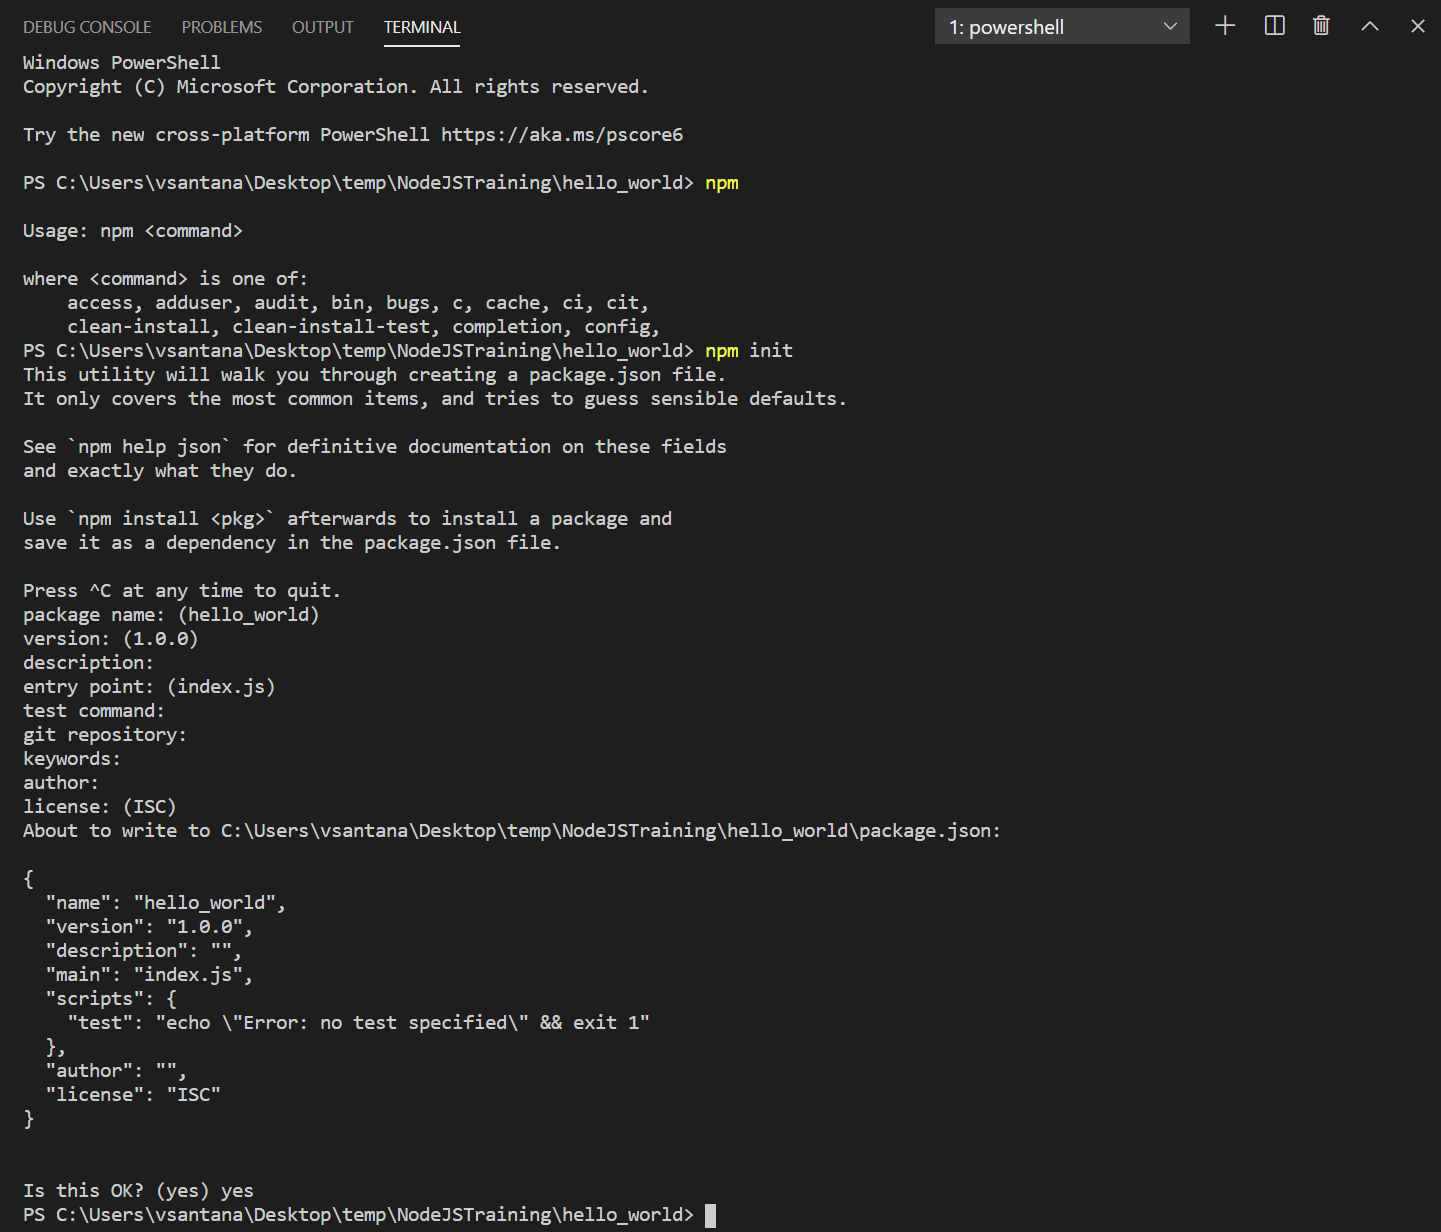 DEBUG CONSOLE PROBLEMS OUTPUT TERMINAL 1: powershell
Windows PowerShell
Copyright (C) Microsoft Corporation. All rights reserved.
Try the new cross-platform PowerShell https://aka.ms/pscore6
PS C:\Users\vsantana\Desktop\temp\NodeJSTraining\hello_world> npm
Usage: npm <command>
where <command> is one of:
    access, adduser, audit, bin, bugs, c, cache, ci, cit,
    clean-install, clean-install-test, completion, config,
PS C:\Users\vsantana\Desktop\temp\NodeJSTraining\hello_world> npm init
This utility will walk you through creating a package.json file.
It only covers the most common items, and tries to guess sensible defaults.
See `npm help json` for definitive documentation on these fields
and exactly what they do.
Use `npm install <pkg>` afterwards to install a package and
save it as a dependency in the package.json file.
Press ^C at any time to quit.
package name: (hello_world)
version: (1.0.0)
description:
entry point: (index.js)
test command:
git repository:
keywords:
author:
license: (ISC)
About to write to C:\Users\vsantana\Desktop\temp\NodeJSTraining\hello_world\package.json:
{
  "name": "hello_world",
  "version": "1.0.0",
  "description": "",
  "main": "index.js",
  "scripts": {
    "test": "echo \"Error: no test specified\" && exit 1"
  },
  "author": "",
  "license": "ISC"
}
Is this OK? (yes) yes
PS C:\Users\vsantana\Desktop\temp\NodeJSTraining\hello_world>